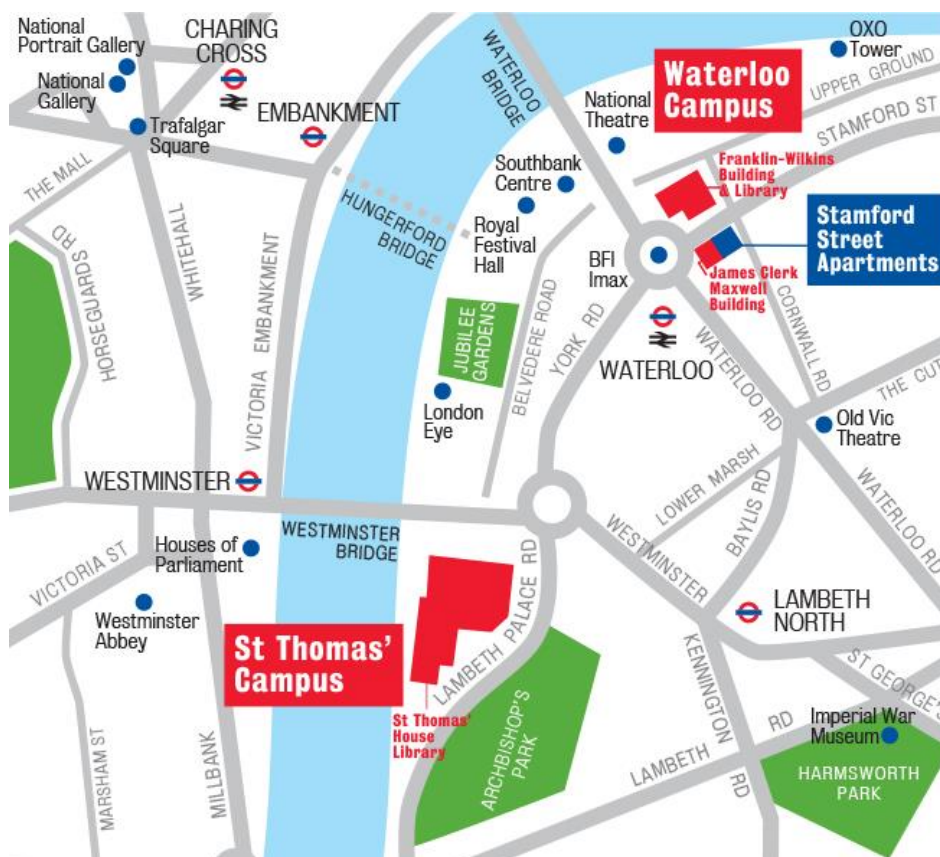 National
Portrait Gallery
National
Gallery
CHARING
CROSS
EMBANKMENT
Trafalgar
Square
THE MALL
HORSEGUARDS RD
WHITEHALL
VICTORIA EMBANKMENT
HUNGERFORD
BRIDGE
WATERLOO
BRIDGE
National
Theatre
Southbank
Centre
Royal
Festival
Hall
Waterloo
Campus
OXO
Tower
UPPER GROUND
STAMFORD ST
Franklin-Wilkins
Building
& Library
Stamford
Street
Apartments
James Clerk
Maxwell
Building
BFI
Imax
WATERLOO
CORNWALL RD
WATERLOO RD
YORK RD
BELVEDERE ROAD
JUBILEE
GARDENS
London
Eye
THE CUT
Old Vic
Theatre
LOWER MARSH
BAYLIS RD
WATERLOO RD
WESTMINSTER
WESTMINSTER
BRIDGE
WESTMINSTER
VICTORIA ST
Houses of
Parliament
Westminster
Abbey
St Thomas'
Campus
St Thomas'
House
Library
LAMBETH PALACE RD
ARCHBISHOP'S
PARK
LAMBETH
NORTH
KENNINGTON
RD
ST GEORGE'S
LAMBETH
RD
Imperial War
Museum
HARMSWORTH
PARK
MARSHAM ST
MILLBANK